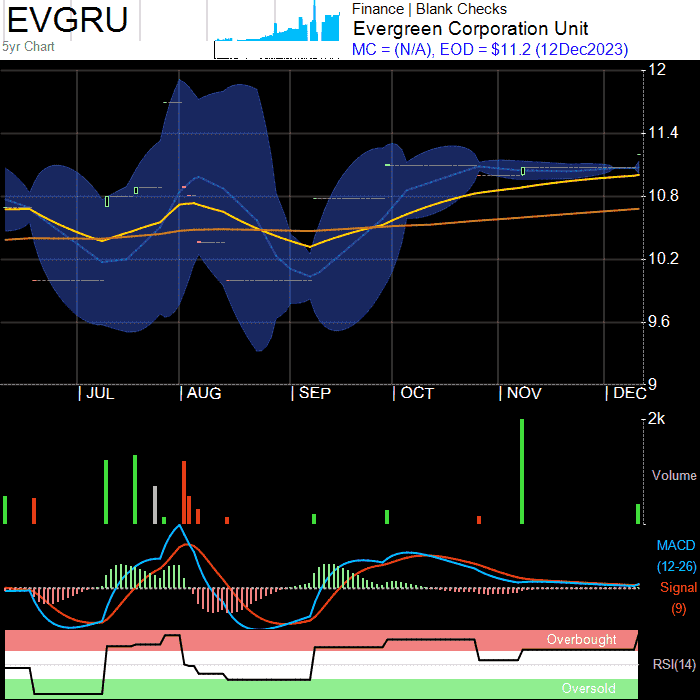 EVGRU
5yr Chart
Finance | Blank Checks
Evergreen Corporation Unit
MC = (N/A), EOD = $11.2 (12Dec2023)
12
11.4
10.8
10.2
9.6
9
| JUL | AUG | SEP | OCT | NOV | DEC
2k
Volume
MACD
(12-26)
Signal
(9)
Overbought
RSI(14)
Oversold